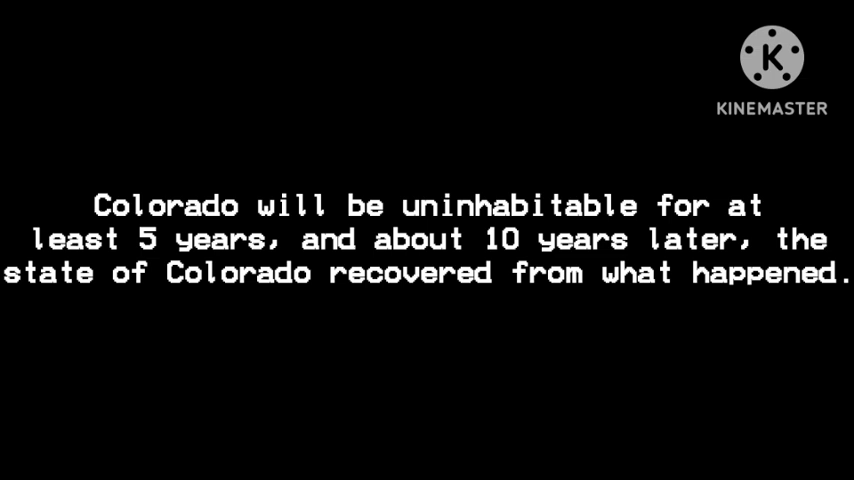 K
KINEMASTER
Colorado will be uninhabitable for at
least 5 years, and about 10 years later, the
state of Colorado recovered from what happened.